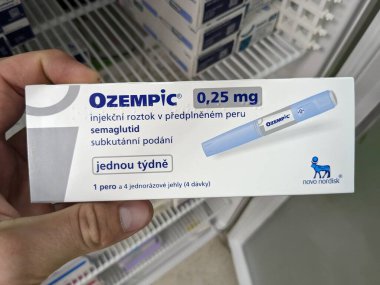 OZEMPIC® 0,25 mg
injekční roztok v předplněném peru
semaglutid
subkutánní podání
jednou týdně
1 pero a 4 jednorázové jehly (4 dávky)
OZEMPIC®
novo nordisk®